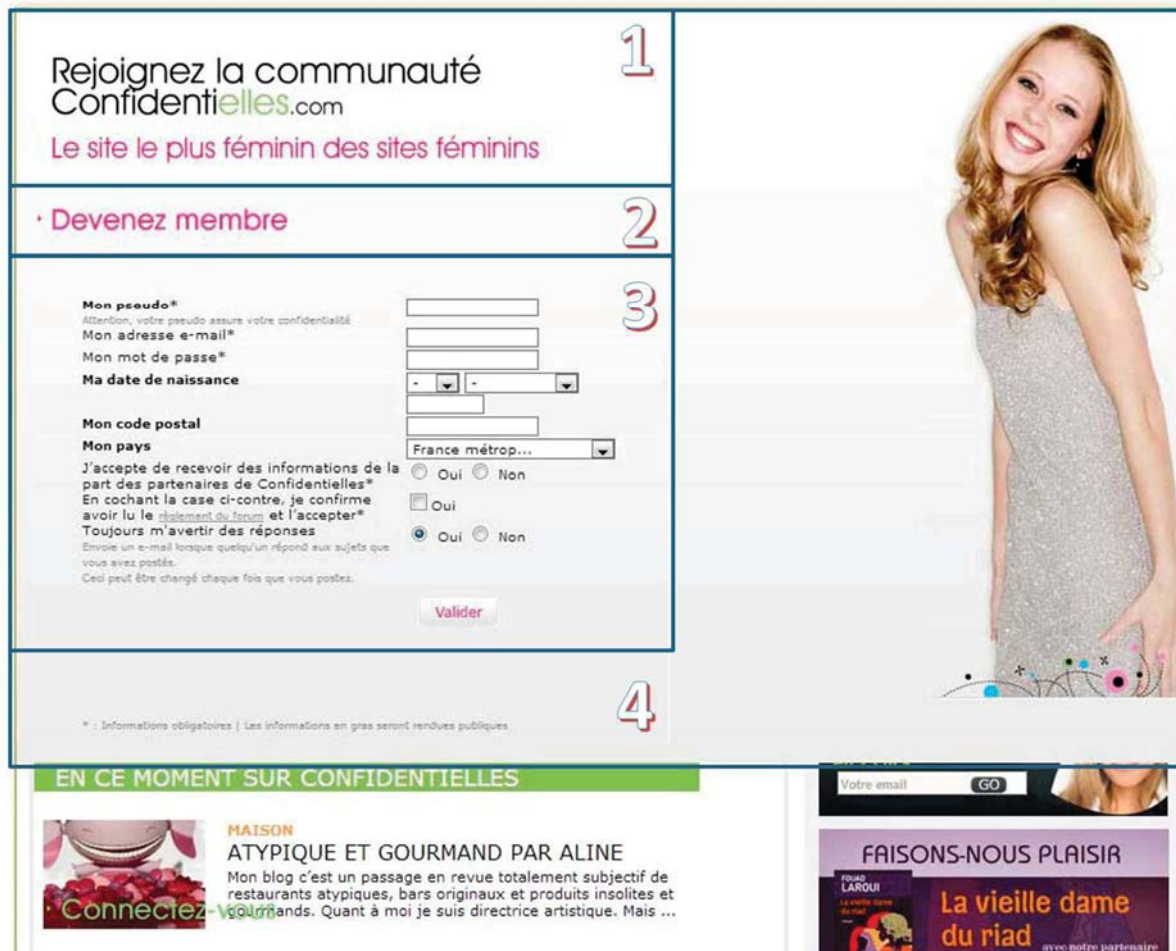 Rejoignez la communauté
Confidentielles.com
Le site le plus féminin des sites féminins
1
Devenez membre
2
3
Mon pseudo*
Attention, votre pseudo assure votre confidentialité
Mon adresse e-mail*
Mon mot de passe*
Ma date de naissance
- -
Mon code postal
Mon pays France métrop...
J'accepte de recevoir des informations de la
part des partenaires de Confidentielles* Oui Non
En cochant la case ci-contre, je confirme
avoir lu le règlement du forum et l'accepter* Oui
Toujours m'avertir des réponses Oui Non
Envoie un e-mail lorsque quelqu'un répond aux sujets que
vous avez postés.
Ceci peut être changé chaque fois que vous postez.
Valider
4
* : Informations obligatoires | Les informations en gras seront rendues publiques
EN CE MOMENT SUR CONFIDENTIELLES
MAISON
ATYPIQUE ET GOURMAND PAR ALINE
Mon blog c'est un passage en revue totalement subjectif de
restaurants atypiques, bars originaux et produits insolites et
gourmands. Quant à moi je suis directrice artistique. Mais ...
Connectez-vous
Votre email GO
FAISONS-NOUS PLAISIR
FOUAD
LAROUI
La vieille dame
du riad
La vieille dame
du riad
avec notre partenaire